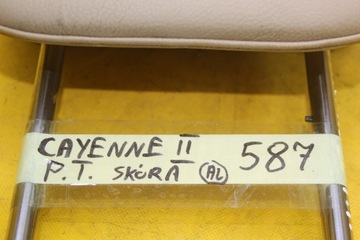 CAYENNE II 587
P.T. SKÓRA AL